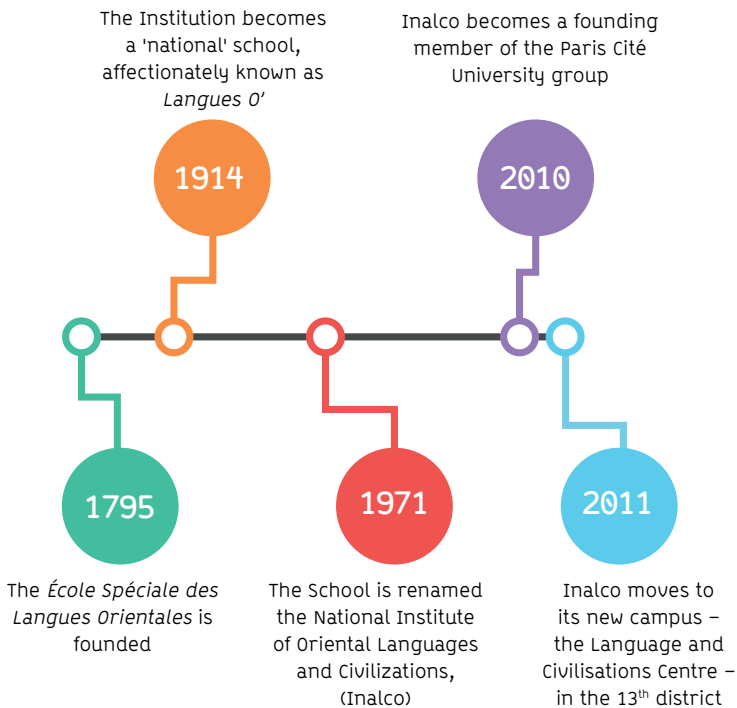 The Institution becomes
a 'national' school,
affectionately known as
Langues O’
1914
Inalco becomes a founding
member of the Paris Cité
University group
2010
1795
The École Spéciale des
Langues Orientales is
founded
1971
The School is renamed
the National Institute
of Oriental Languages
and Civilizations,
(Inalco)
2011
Inalco moves to
its new campus –
the Language and
Civilisations Centre –
in the 13th district